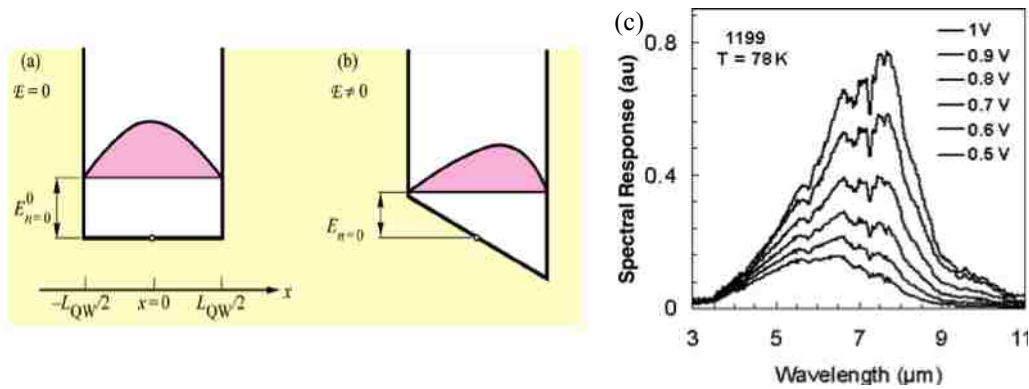 (a)
ℰ = 0
E⁰ₙ₌₀
−L_QW/2 x=0 L_QW/2 x
(b)
ℰ ≠ 0
Eₙ₌₀
(c)
Spectral Response (au)
0.8
0.4
0
1199
T = 78K
1V
0.9 V
0.8 V
0.7 V
0.6 V
0.5 V
3 5 7 9 11
Wavelength (µm)